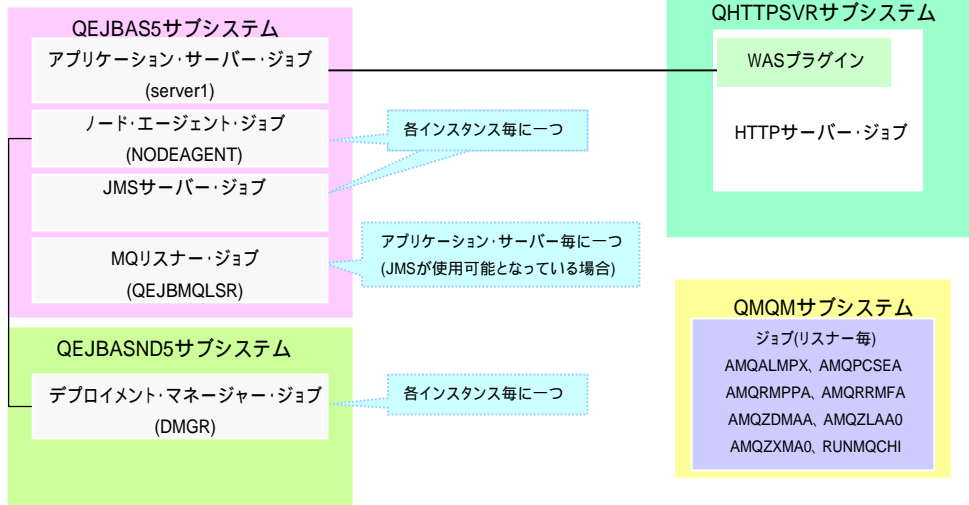 QEJBAS5サブシステム
アプリケーション・サーバー・ジョブ
(server1)
ノード・エージェント・ジョブ
(NODEAGENT)
JMSサーバー・ジョブ
MQリスナー・ジョブ
(QEJBMQLSR)
各インスタンス毎に一つ
アプリケーション・サーバー毎に一つ
(JMSが使用可能となっている場合)
QEJBASND5サブシステム
デプロイメント・マネージャー・ジョブ
(DMGR)
各インスタンス毎に一つ
QHTTPSVRサブシステム
WASプラグイン
HTTPサーバー・ジョブ
QMQMサブシステム
ジョブ(リスナー毎)
AMQALMPX、AMQPCSEA
AMQRMPPA、AMQRRMFA
AMQZDMAA、AMQZLAA0
AMQZXMA0、RUNMQCHI